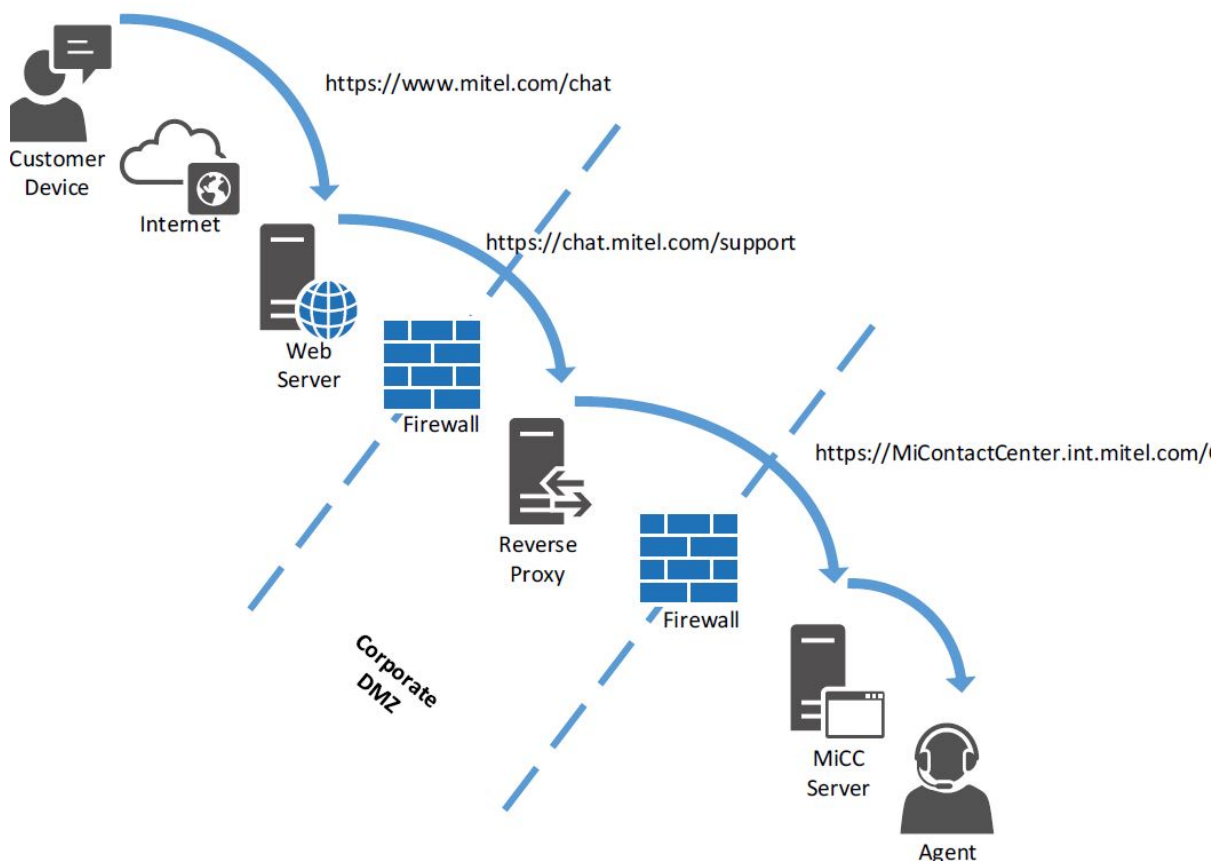 https://www.mitel.com/chat
Customer
Device
Internet
https://chat.mitel.com/support
Web
Server
Firewall
https://MiContactCenter.int.mitel.com/
Reverse
Proxy
Firewall
Corporate
DMZ
MiCC
Server
Agent